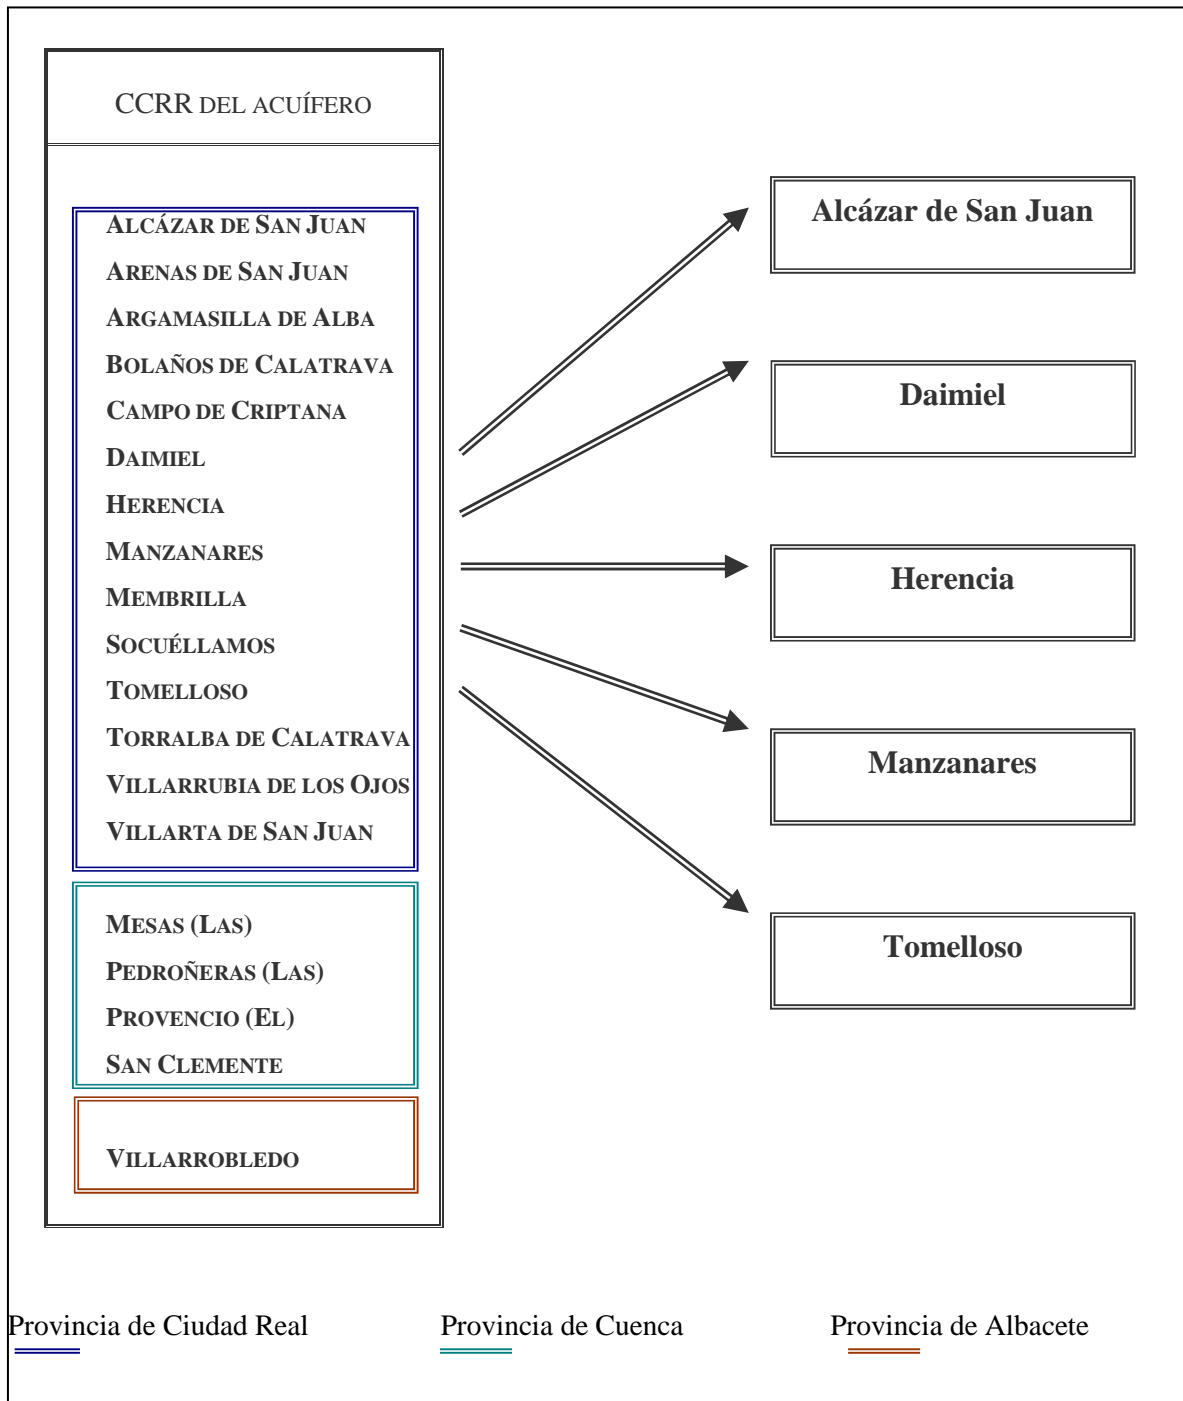 CCRR DEL ACUÍFERO
ALCÁZAR DE SAN JUAN
ARENAS DE SAN JUAN
ARGAMASILLA DE ALBA
BOLAÑOS DE CALATRAVA
CAMPO DE CRIPTANA
DAIMIEL
HERENCIA
MANZANARES
MEMBRILLA
SOCUÉLLAMOS
TOMELLOSO
TORRALBA DE CALATRAVA
VILLARRUBIA DE LOS OJOS
VILLARTA DE SAN JUAN
MESAS (LAS)
PEDROÑERAS (LAS)
PROVENCIO (EL)
SAN CLEMENTE
VILLARROBLEDO
Alcázar de San Juan
Daimiel
Herencia
Manzanares
Tomelloso
Provincia de Ciudad Real
Provincia de Cuenca
Provincia de Albacete